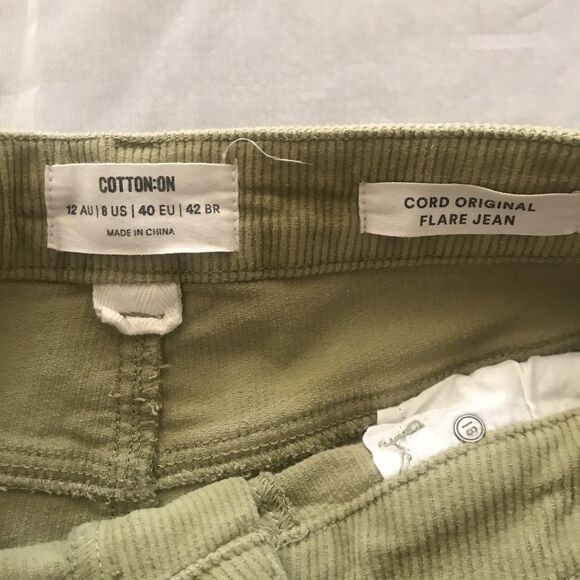 COTTON:ON
12 AU | 8 US | 40 EU | 42 BR
MADE IN CHINA
CORD ORIGINAL
FLARE JEAN